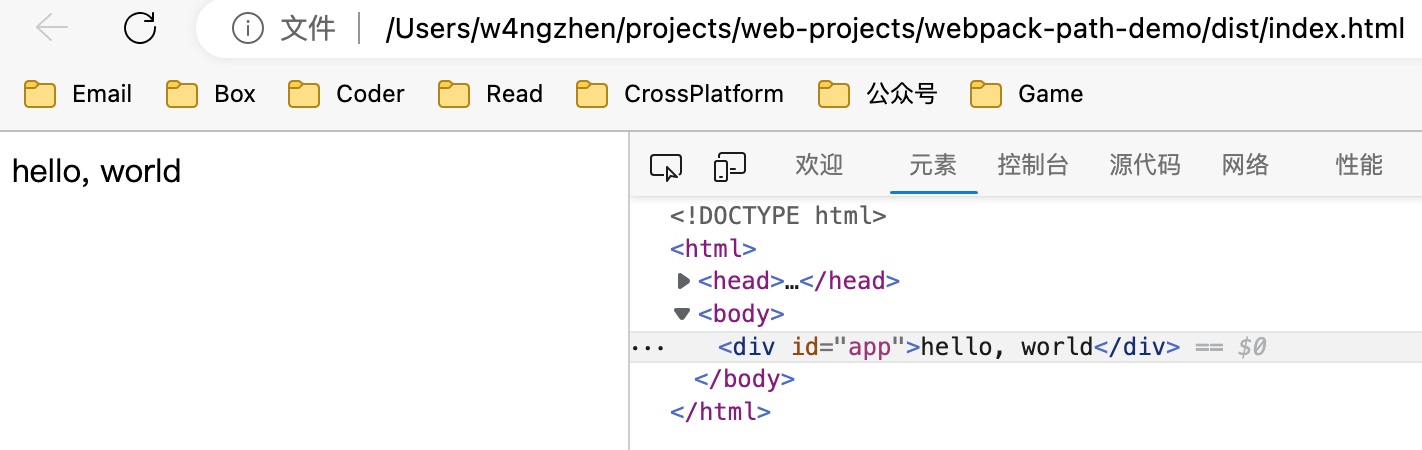 文件 /Users/w4ngzhen/projects/web-projects/webpack-path-demo/dist/index.html
Email Box Coder Read CrossPlatform 公众号 Game
hello, world
欢迎 元素 控制台 源代码 网络 性能
<!DOCTYPE html>
<html>
<head>…</head>
<body>
<div id="app">hello, world</div> == $0
</body>
</html>